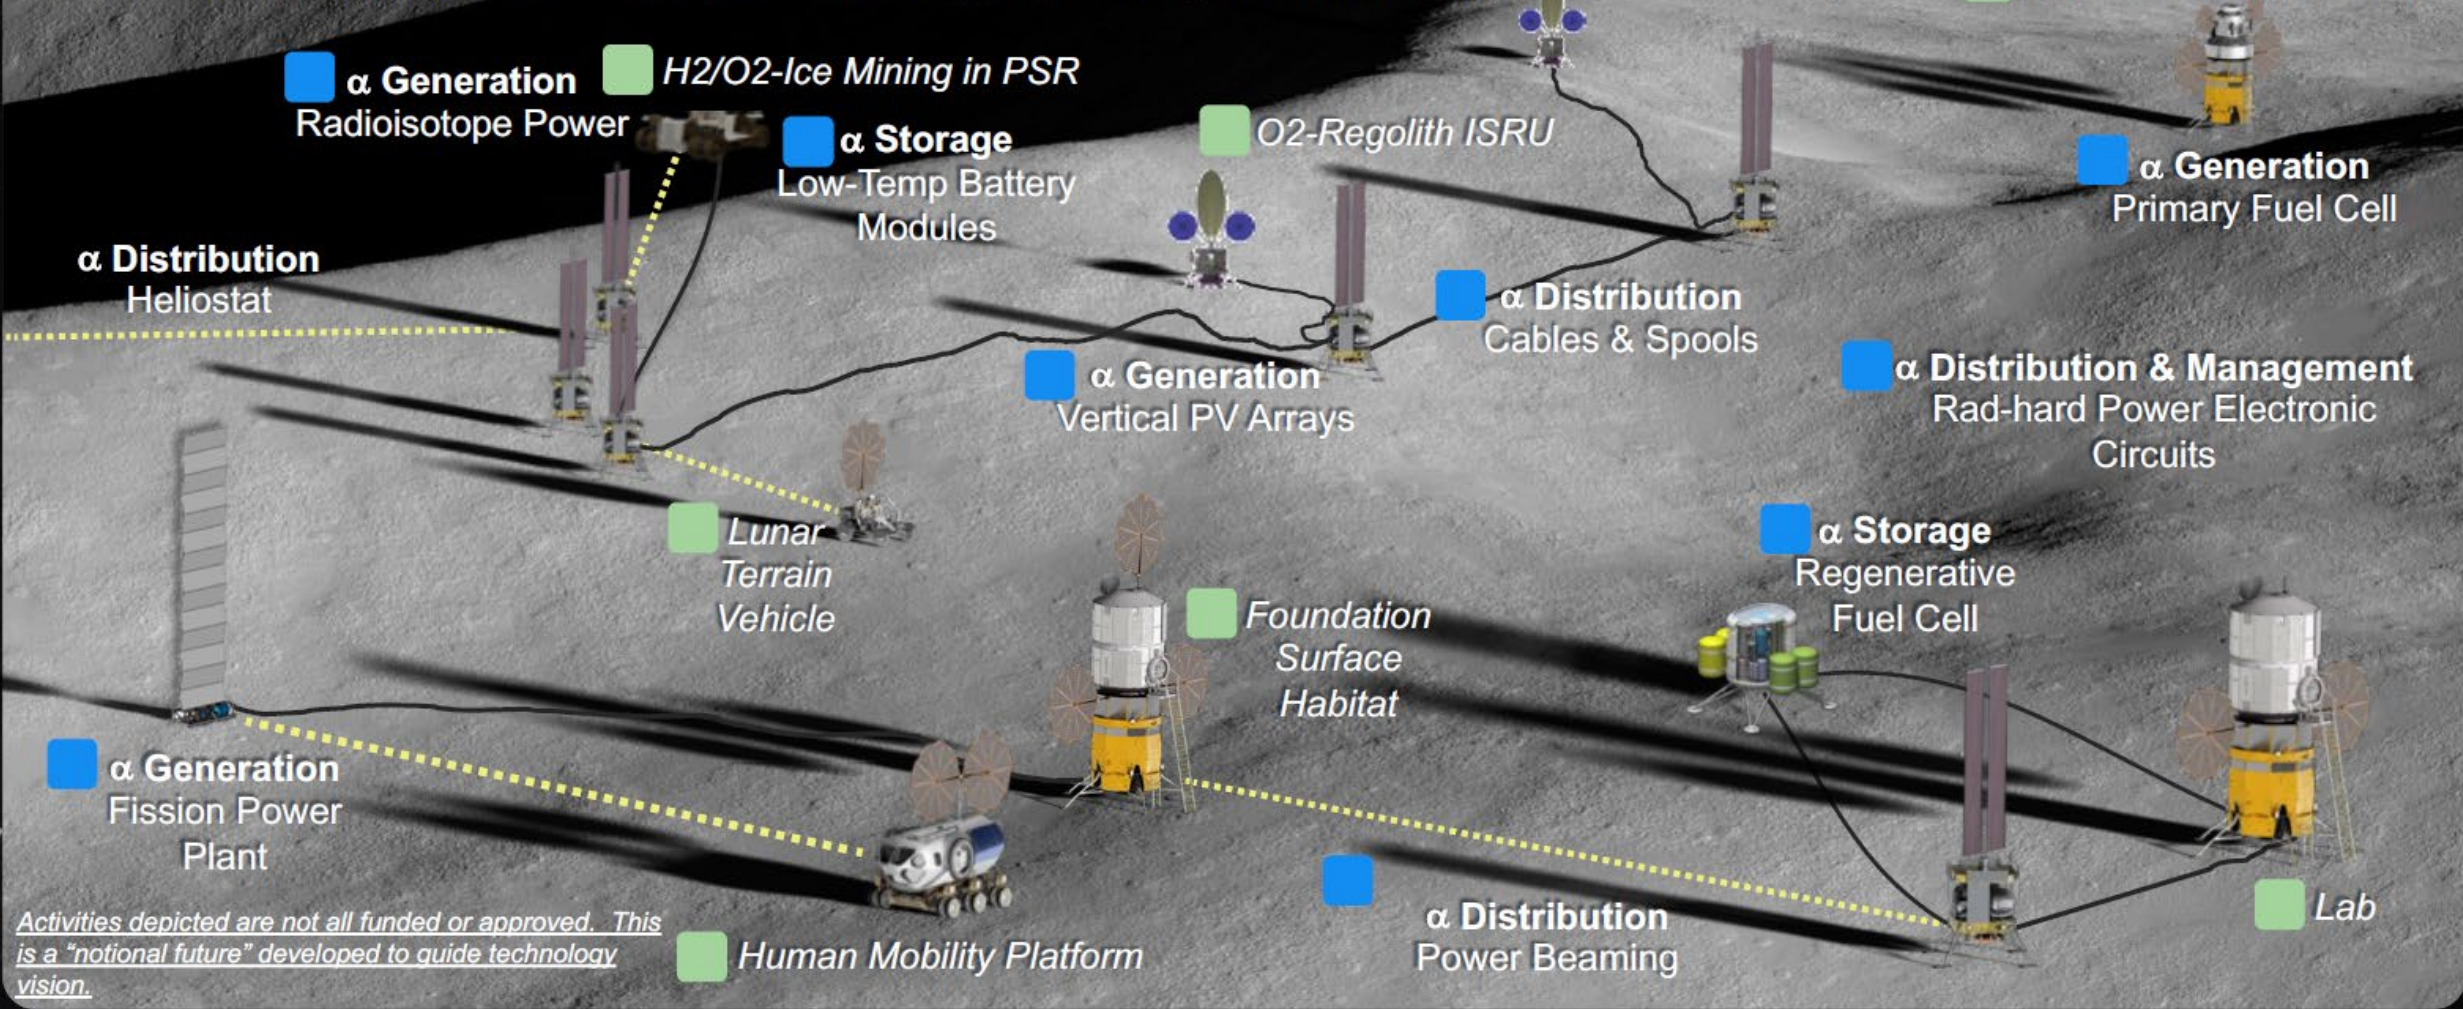 α Generation
Radioisotope Power
H2/O2-Ice Mining in PSR
α Storage
Low-Temp Battery
Modules
O2-Regolith ISRU
α Generation
Primary Fuel Cell
α Distribution
Heliostat
α Distribution
Cables & Spools
α Generation
Vertical PV Arrays
α Distribution & Management
Rad-hard Power Electronic
Circuits
Lunar
Terrain
Vehicle
α Storage
Regenerative
Fuel Cell
Foundation
Surface
Habitat
α Generation
Fission Power
Plant
α Distribution
Power Beaming
Lab
Human Mobility Platform
Activities depicted are not all funded or approved. This
is a “notional future” developed to guide technology
vision.